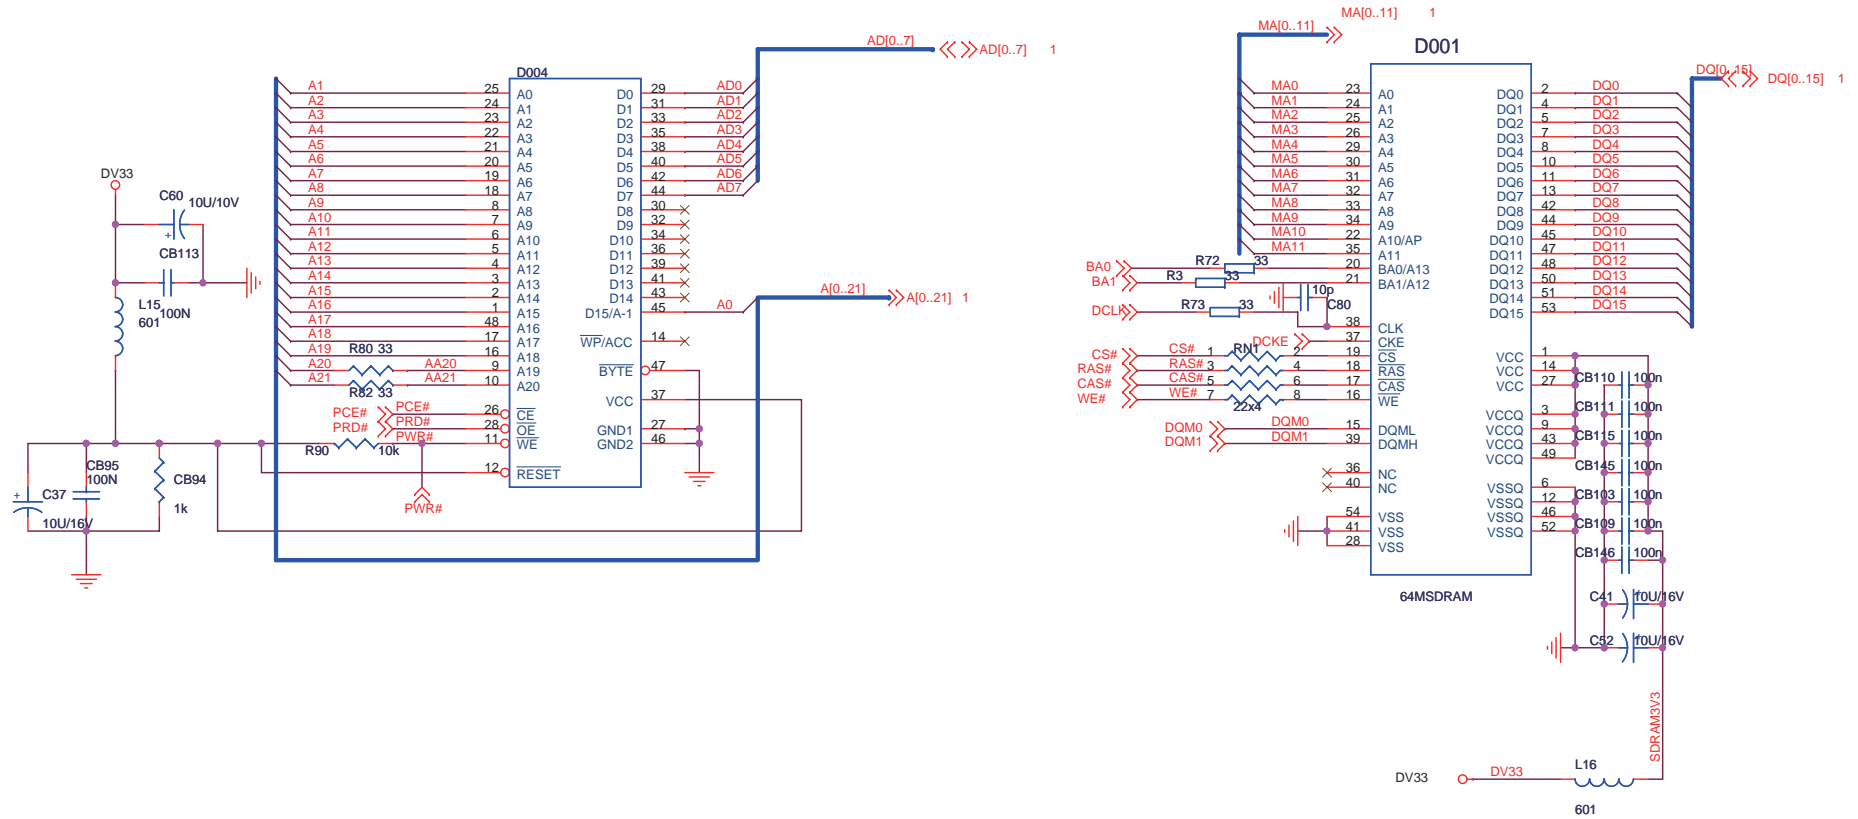 AD[0..7] AD[0..7] 1
D004
A1 25 A0 D0 29 AD0
A2 24 A1 D1 31 AD1
A3 23 A2 D2 33 AD2
A4 22 A3 D3 35 AD3
A5 21 A4 D4 38 AD4
A6 20 A5 D5 40 AD5
A7 19 A6 D6 42 AD6
A8 18 A7 D7 44 AD7
A9 8 A8 D8 30
A10 7 A9 D9 32
A11 6 A10 D10 34
A12 5 A11 D11 36
A13 4 A12 D12 39
A14 3 A13 D13 41
A15 2 A14 D14 43
A16 1 A15 D15/A-1 45 A0
A17 48 A16
A18 17 A17 WP/ACC 14
A19 16 A18
A20 R80 33 AA20 9 A19 BYTE 47
A21 R82 33 AA21 10 A20
VCC 37
PCE# PCE# 26 CE
PRD# PRD# 28 OE GND1 27
PWR# 11 WE GND2 46
R90 10k
12 RESET
PWR#
A[0..21] A[0..21] 1
DV33
C60
10U/10V
+
CB113
100N
L15
601
CB95
100N
CB94
1k
+
C37
10U/16V
MA[0..11] MA[0..11] 1
D001
DQ[0..15] DQ[0..15] 1
MA0 23 A0 DQ0 2 DQ0
MA1 24 A1 DQ1 4 DQ1
MA2 25 A2 DQ2 5 DQ2
MA3 26 A3 DQ3 7 DQ3
MA4 29 A4 DQ4 8 DQ4
MA5 30 A5 DQ5 10 DQ5
MA6 31 A6 DQ6 11 DQ6
MA7 32 A7 DQ7 13 DQ7
MA8 33 A8 DQ8 42 DQ8
MA9 34 A9 DQ9 44 DQ9
MA10 22 A10/AP DQ10 45 DQ10
MA11 35 A11 DQ11 47 DQ11
BA0 R72 33 20 BA0/A13 DQ12 48 DQ12
BA1 R3 33 21 BA1/A12 DQ13 50 DQ13
10p C80 DQ14 51 DQ14
DCLK R73 33 DQ15 53 DQ15
38 CLK
DCKE 37 CKE
CS# CS# 1 RN1 2 19 CS VCC 1
RAS# RAS# 3 4 18 RAS VCC 14
CAS# CAS# 5 6 17 CAS VCC 27
WE# WE# 7 8 16 WE
22x4
VCCQ 3
DQM0 DQM0 15 DQML VCCQ 9
DQM1 DQM1 39 DQMH VCCQ 43
VCCQ 49
36 NC
40 NC VSSQ 6
VSSQ 12
54 VSS VSSQ 46
41 VSS VSSQ 52
28 VSS
64MSDRAM
CB110 100n
CB111 100n
CB115 100n
CB145 100n
CB103 100n
CB109 100n
CB146 100n
C41 10U/16V
C52 10U/16V
SDRAM3V3
DV33 DV33 L16
601